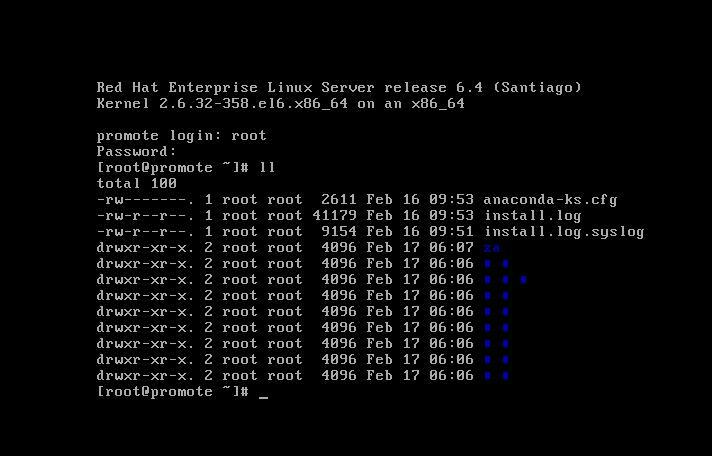 Red Hat Enterprise Linux Server release 6.4 (Santiago)
Kernel 2.6.32-358.el6.x86_64 on an x86_64
promote login: root
Password:
[root@promote ~]# ll
total 100
-rw-------. 1 root root  2611 Feb 16 09:53 anaconda-ks.cfg
-rw-r--r--. 1 root root 41179 Feb 16 09:53 install.log
-rw-r--r--. 1 root root  9154 Feb 16 09:51 install.log.syslog
drwxr-xr-x. 2 root root  4096 Feb 17 06:07 za
drwxr-xr-x. 2 root root  4096 Feb 17 06:06 ■ ■
drwxr-xr-x. 2 root root  4096 Feb 17 06:06 ■ ■ ■
drwxr-xr-x. 2 root root  4096 Feb 17 06:06 ■ ■
drwxr-xr-x. 2 root root  4096 Feb 17 06:06 ■ ■
drwxr-xr-x. 2 root root  4096 Feb 17 06:06 ■ ■
drwxr-xr-x. 2 root root  4096 Feb 17 06:06 ■ ■
drwxr-xr-x. 2 root root  4096 Feb 17 06:06 ■ ■
drwxr-xr-x. 2 root root  4096 Feb 17 06:06 ■ ■
[root@promote ~]# _